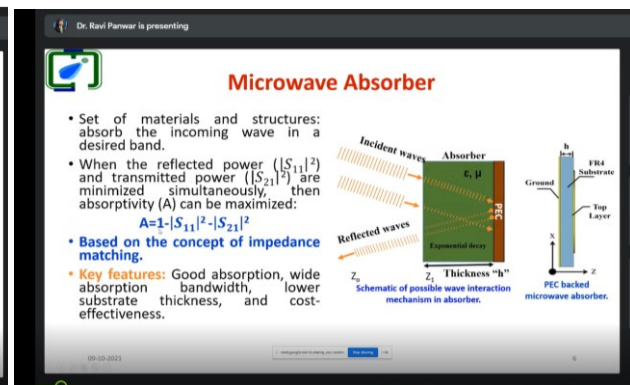 Dr. Ravi Panwar is presenting
Microwave Absorber
• Set of materials and structures:
absorb the incoming wave in a
desired band.
• When the reflected power (|S₁₁|²)
and transmitted power (|S₂₁|²) are
minimized simultaneously, then
absorptivity (A) can be maximized:
A=1-|S₁₁|²-|S₂₁|²
• Based on the concept of impedance
matching.
• Key features: Good absorption, wide
absorption bandwidth, lower
substrate thickness, and cost-
effectiveness.
Incident waves
Absorber
ε, μ
PEC
Reflected waves
Exponential decay
Z₀
Z₁
Thickness "h"
Schematic of possible wave interaction
mechanism in absorber.
h
FR4
Substrate
Ground
Top
Layer
X
Z
PEC backed
microwave absorber.
09-10-2021
6